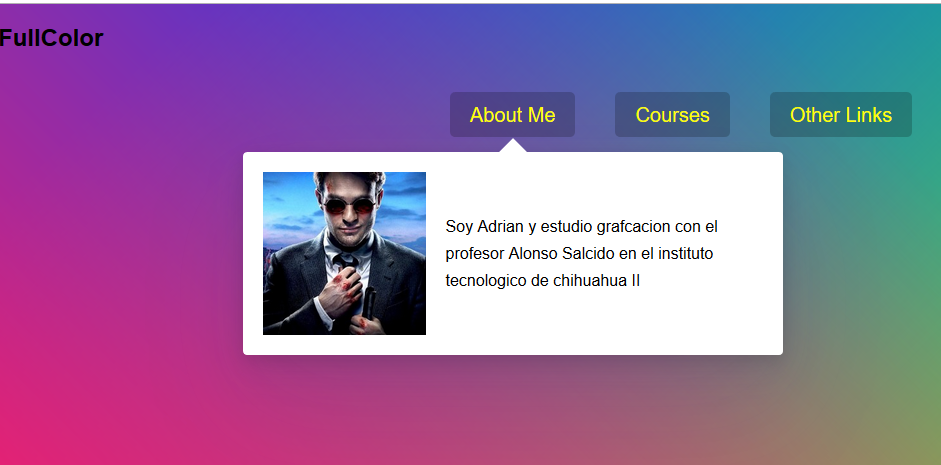 FullColor
About Me
Courses
Other Links
Soy Adrian y estudio grafcacion con el
profesor Alonso Salcido en el instituto
tecnologico de chihuahua II